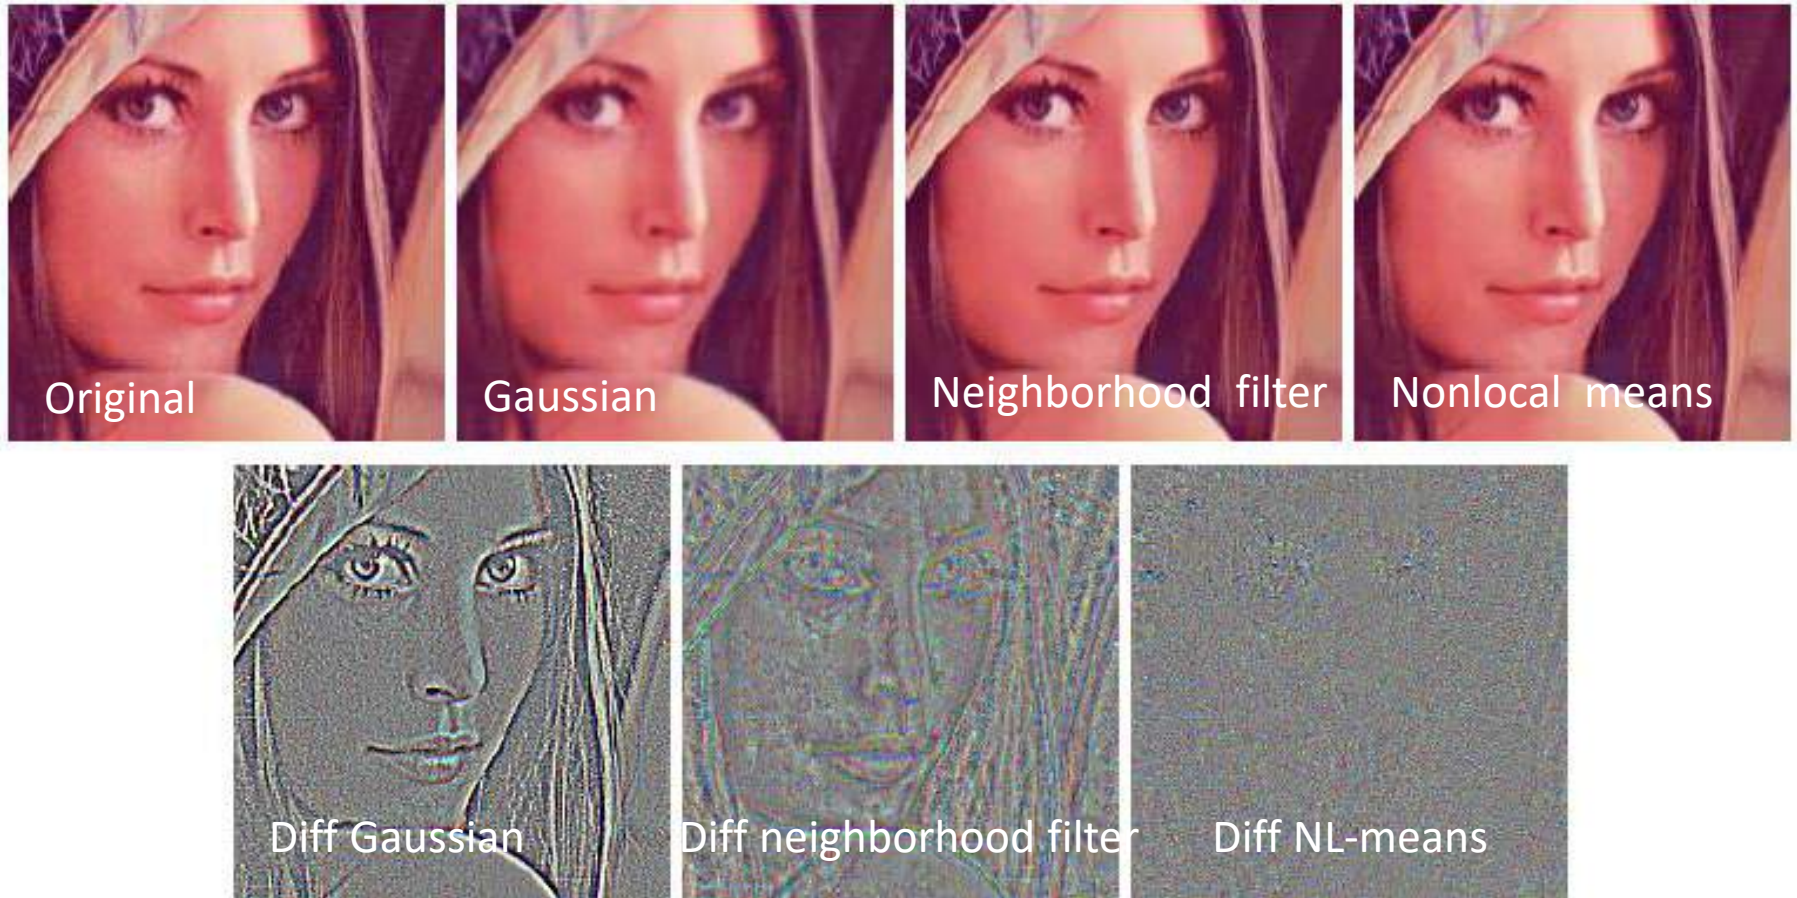 Original
Gaussian
Neighborhood filter
Nonlocal means
Diff Gaussian
Diff neighborhood filter
Diff NL-means